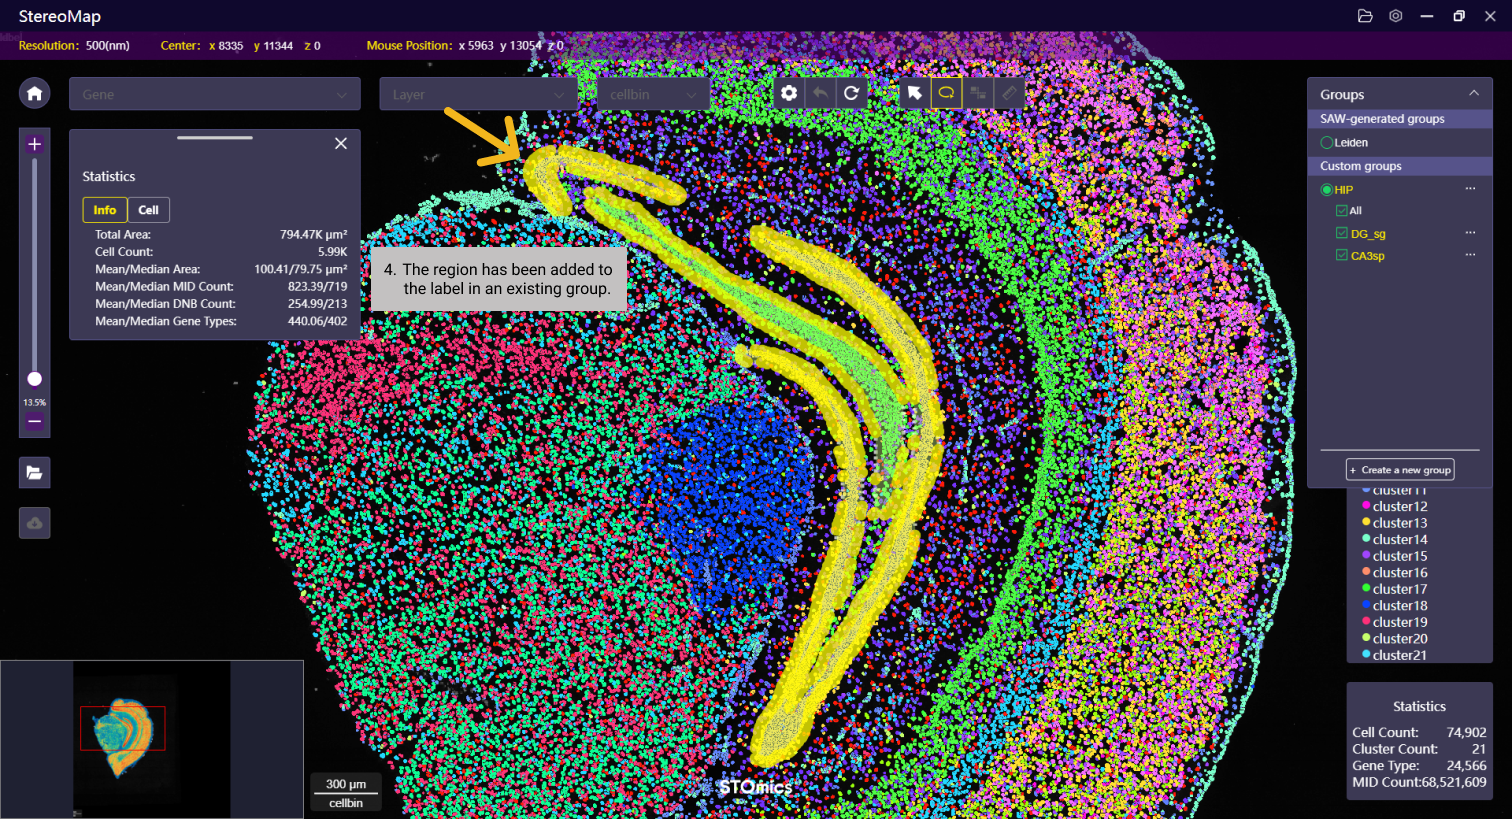 StereoMap
Resolution: 500(nm) Center: x 8335 y 11344 z 0 Mouse Position: x 5963 y 13054 z 0
Gene
Layer
cellbin
13.5%
Statistics
Info Cell
Total Area: 794.47K μm²
Cell Count: 5.99K
Mean/Median Area: 100.41/79.75 μm²
Mean/Median MID Count: 823.39/719
Mean/Median DNB Count: 254.99/213
Mean/Median Gene Types: 440.06/402
4. The region has been added to
the label in an existing group.
Groups
SAW-generated groups
Leiden
Custom groups
HIP ...
All
DG_sg ...
CA3sp ...
+ Create a new group
cluster11
cluster12
cluster13
cluster14
cluster15
cluster16
cluster17
cluster18
cluster19
cluster20
cluster21
Statistics
Cell Count: 74,902
Cluster Count: 21
Gene Type: 24,566
MID Count:68,521,609
300 μm
cellbin
STOmics